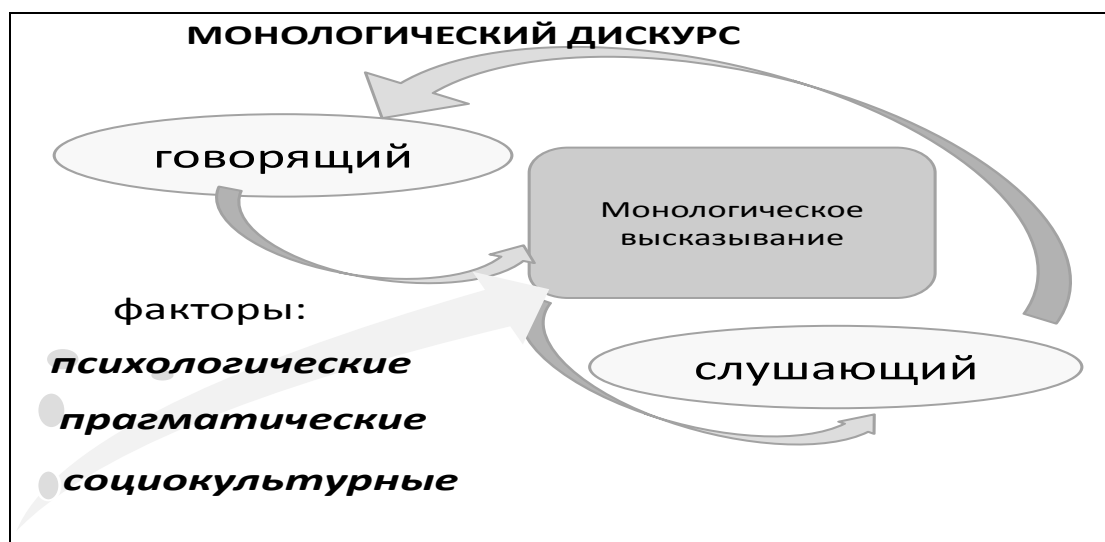 МОНОЛОГИЧЕСКИЙ ДИСКУРС
говорящий
Монологическое
высказывание
факторы:
психологические
прагматические
социокультурные
слушающий